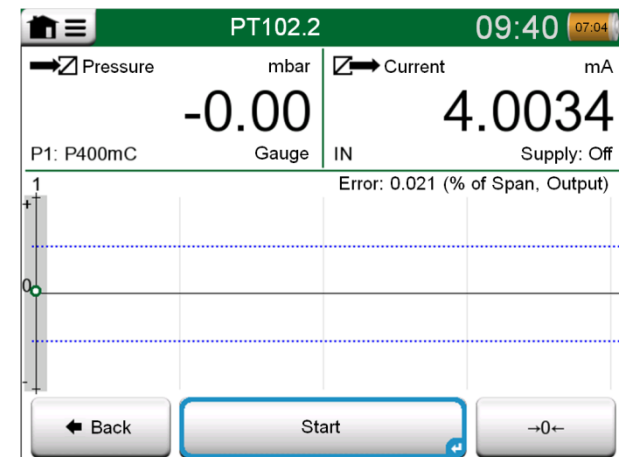 PT102.2 09:40 07:04
Pressure mbar
-0.00
P1: P400mC Gauge
Current mA
4.0034
IN Supply: Off
1 Error: 0.021 (% of Span, Output)
+
0
-
Back Start →0←